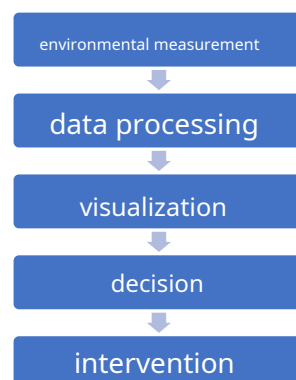 environmental measurement
data processing
visualization
decision
intervention